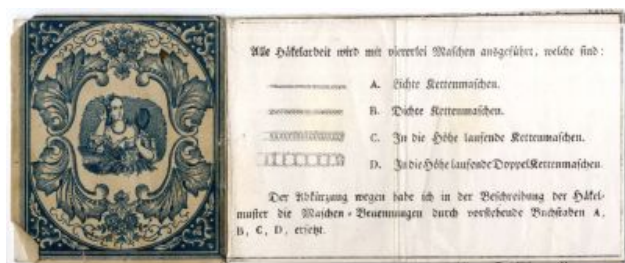 Alle Häkelarbeit wird mit viererlei Maschen ausgeführt, welche sind:
A. Lichte Kettenmaschen.
B. Dichte Kettenmaschen.
C. In die Höhe laufende Kettenmaschen.
D. In die Höhe laufende Doppel Kettenmaschen.
Der Abkürzung wegen habe ich in der Beschreibung der Häkel-
muster die Maschen-Benennungen durch vorstehende Buchstaben A,
B, C, D, ersetzt.